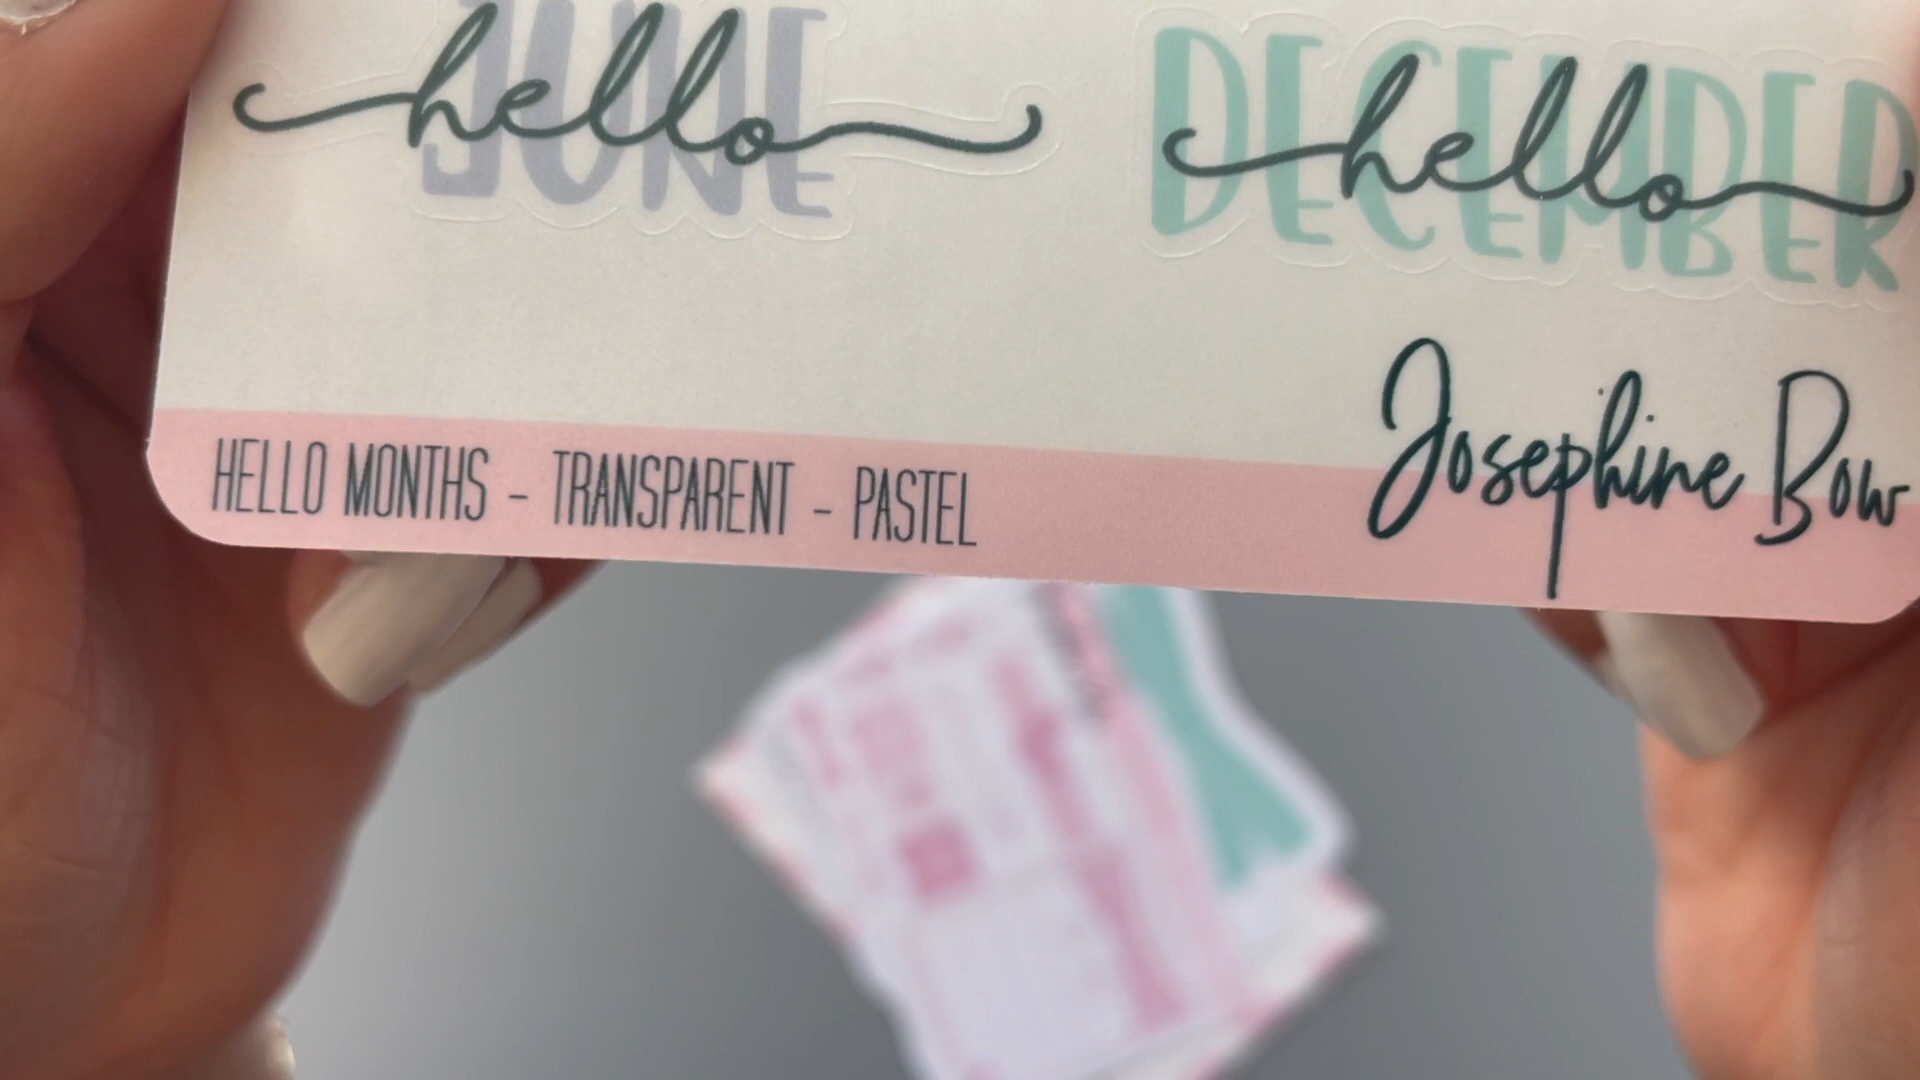 JUNE
hello
DECEMBER
hello
Josephine Bow
HELLO MONTHS - TRANSPARENT - PASTEL